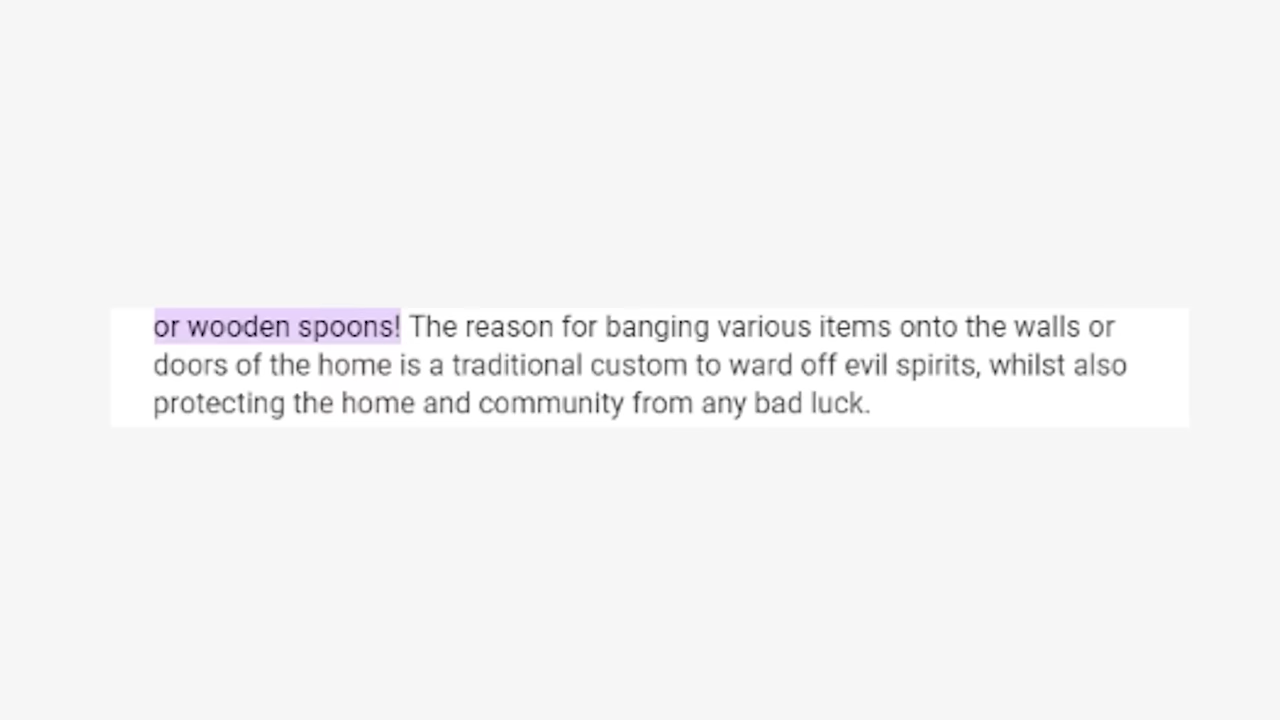 or wooden spoons! The reason for banging various items onto the walls or
doors of the home is a traditional custom to ward off evil spirits, whilst also
protecting the home and community from any bad luck.